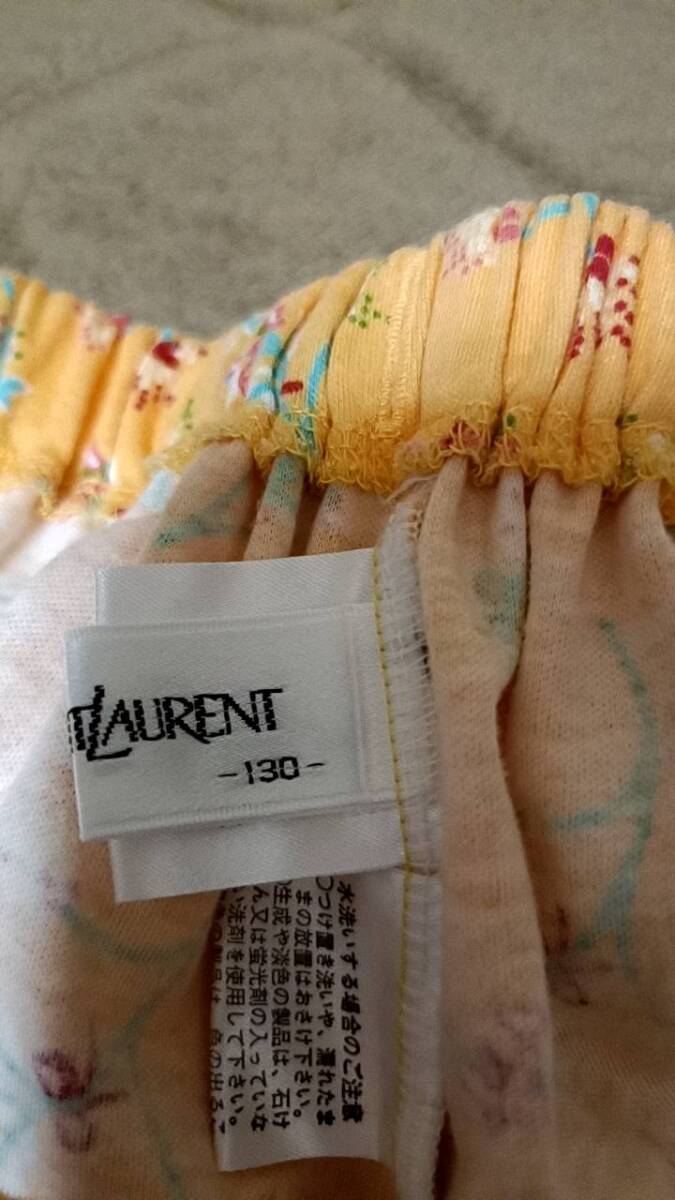 LAURENT
-130-
水洗いする場合のご注意
○つけ置き洗いや、濡れたま
まの放置はおさけ下さい。
生成や淡色の製品は、石け
ん又は蛍光剤の入っていな
い洗剤を使用して下さい。